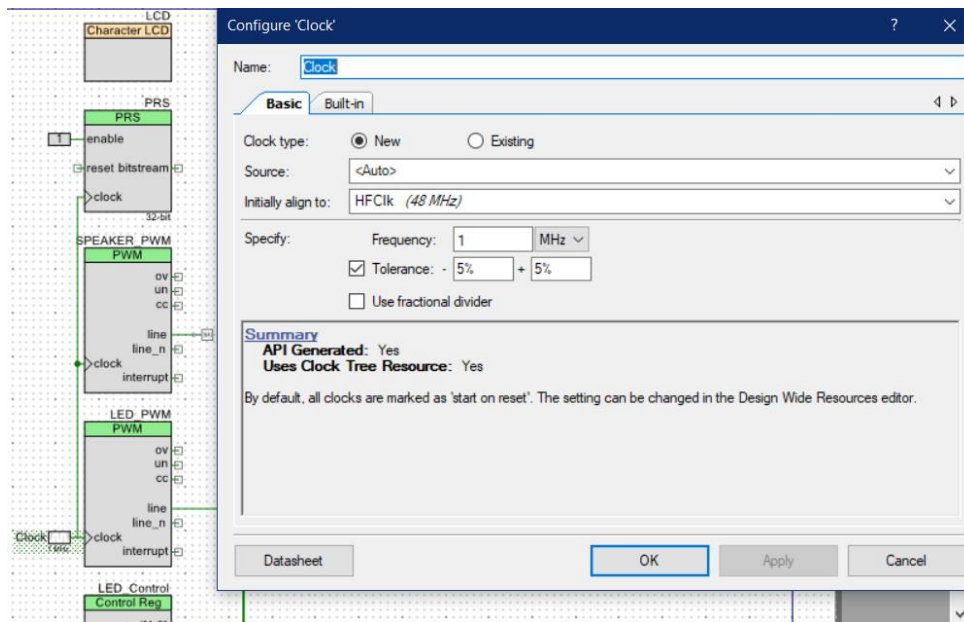 LCD
Character LCD
PRS
PRS
1
enable
reset bitstream
clock
32-bit
SPEAKER_PWM
PWM
ov
un
cc
line
line_n
clock
interrupt
LED_PWM
PWM
ov
un
cc
line
line_n
Clock
clock
interrupt
LED_Control
Control Reg
Configure 'Clock'
?
Name: Clock
Basic Built-in
Clock type: New Existing
Source: <Auto>
Initially align to: HFClk (48 MHz)
Specify: Frequency: 1 MHz
Tolerance: - 5% + 5%
Use fractional divider
Summary
API Generated: Yes
Uses Clock Tree Resource: Yes
By default, all clocks are marked as 'start on reset'. The setting can be changed in the Design Wide Resources editor.
Datasheet OK Apply Cancel